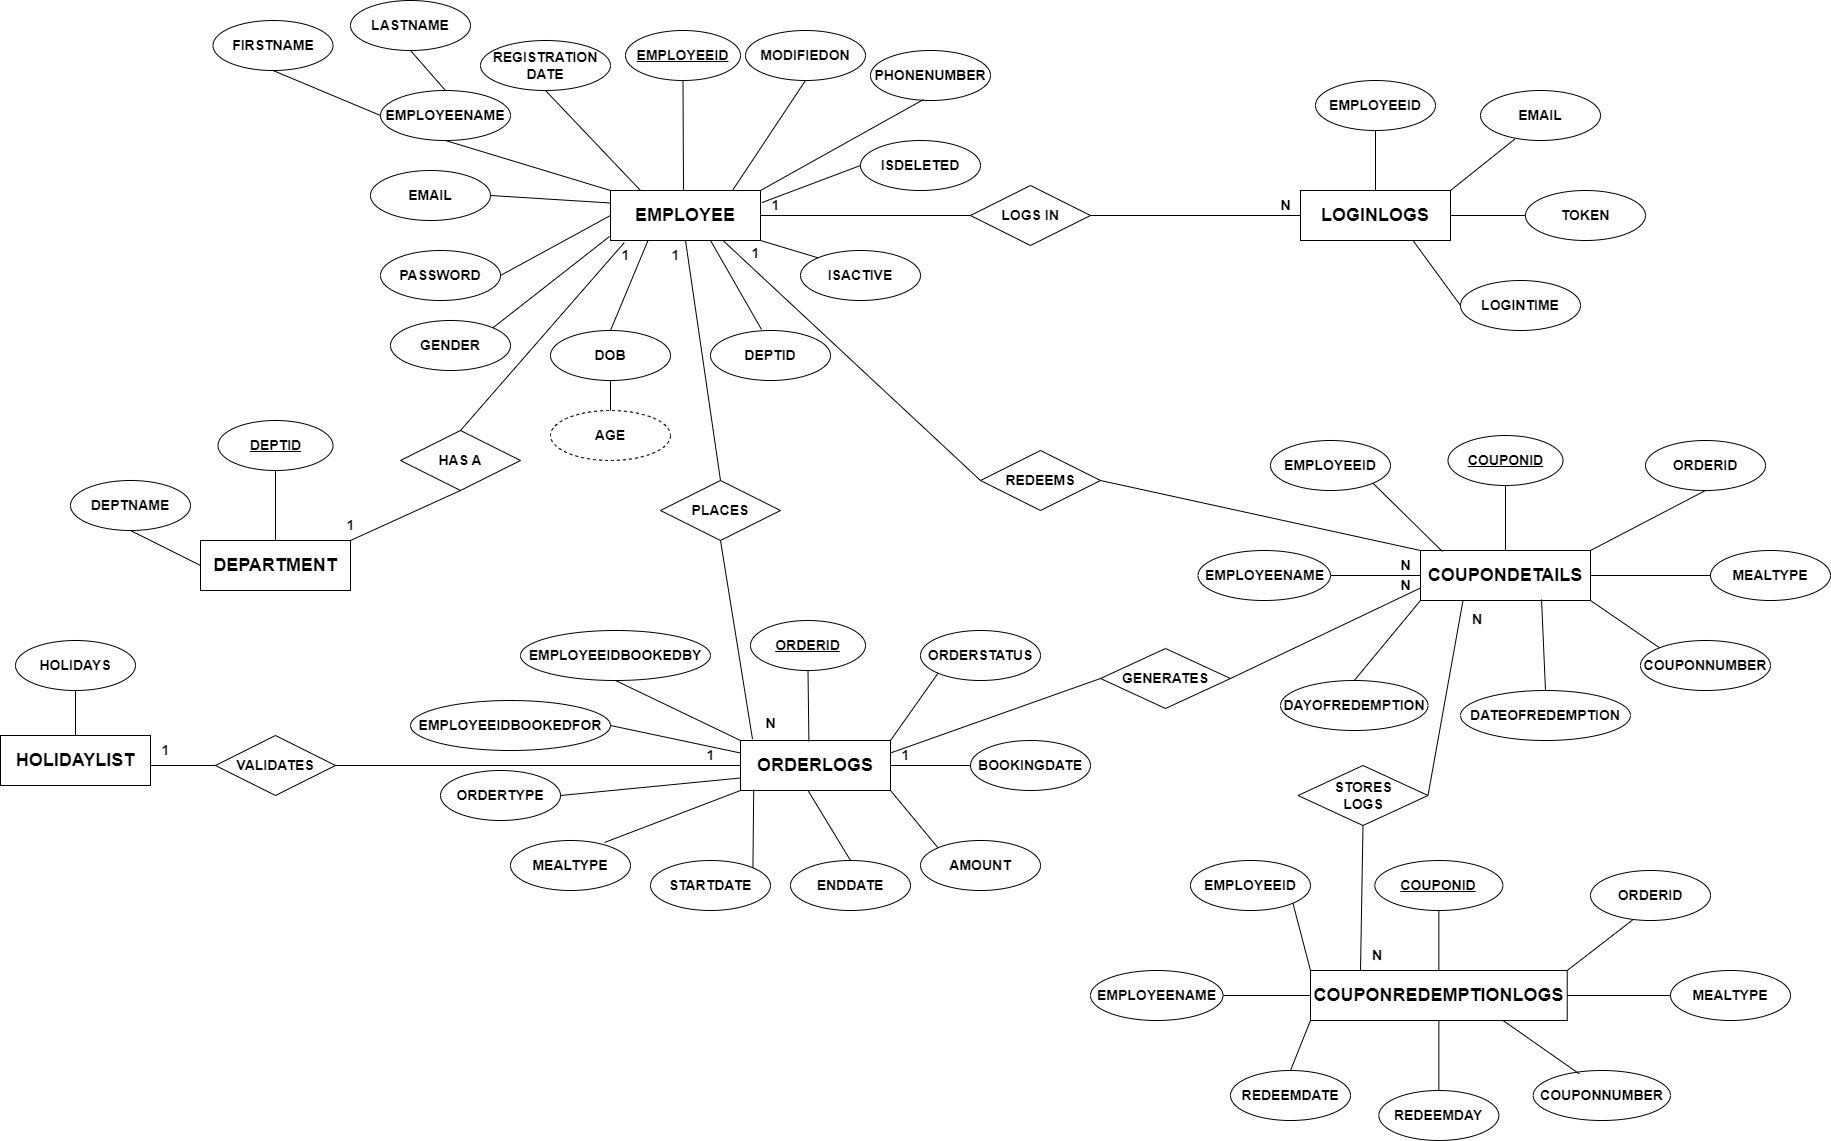 LASTNAME
FIRSTNAME
REGISTRATION
DATE
EMPLOYEEID
MODIFIEDON
PHONENUMBER
EMPLOYEENAME
EMPLOYEEID
EMAIL
ISDELETED
EMAIL
EMPLOYEE
1
LOGS IN
N
LOGINLOGS
TOKEN
1
1
1
PASSWORD
ISACTIVE
LOGINTIME
GENDER
DOB
DEPTID
AGE
DEPTID
HAS A
EMPLOYEEID
COUPONID
ORDERID
REDEEMS
DEPTNAME
PLACES
1
DEPARTMENT
EMPLOYEENAME
N
N
COUPONDETAILS
MEALTYPE
N
HOLIDAYS
EMPLOYEEIDBOOKEDBY
ORDERID
ORDERSTATUS
GENERATES
COUPONNUMBER
DAYOFREDEMPTION
DATEOFREDEMPTION
EMPLOYEEIDBOOKEDFOR
N
HOLIDAYLIST
1
VALIDATES
1
ORDERLOGS
1
BOOKINGDATE
STORES
LOGS
ORDERTYPE
MEALTYPE
STARTDATE
ENDDATE
AMOUNT
EMPLOYEEID
COUPONID
ORDERID
N
EMPLOYEENAME
COUPONREDEMPTIONLOGS
MEALTYPE
REDEEMDATE
REDEEMDAY
COUPONNUMBER